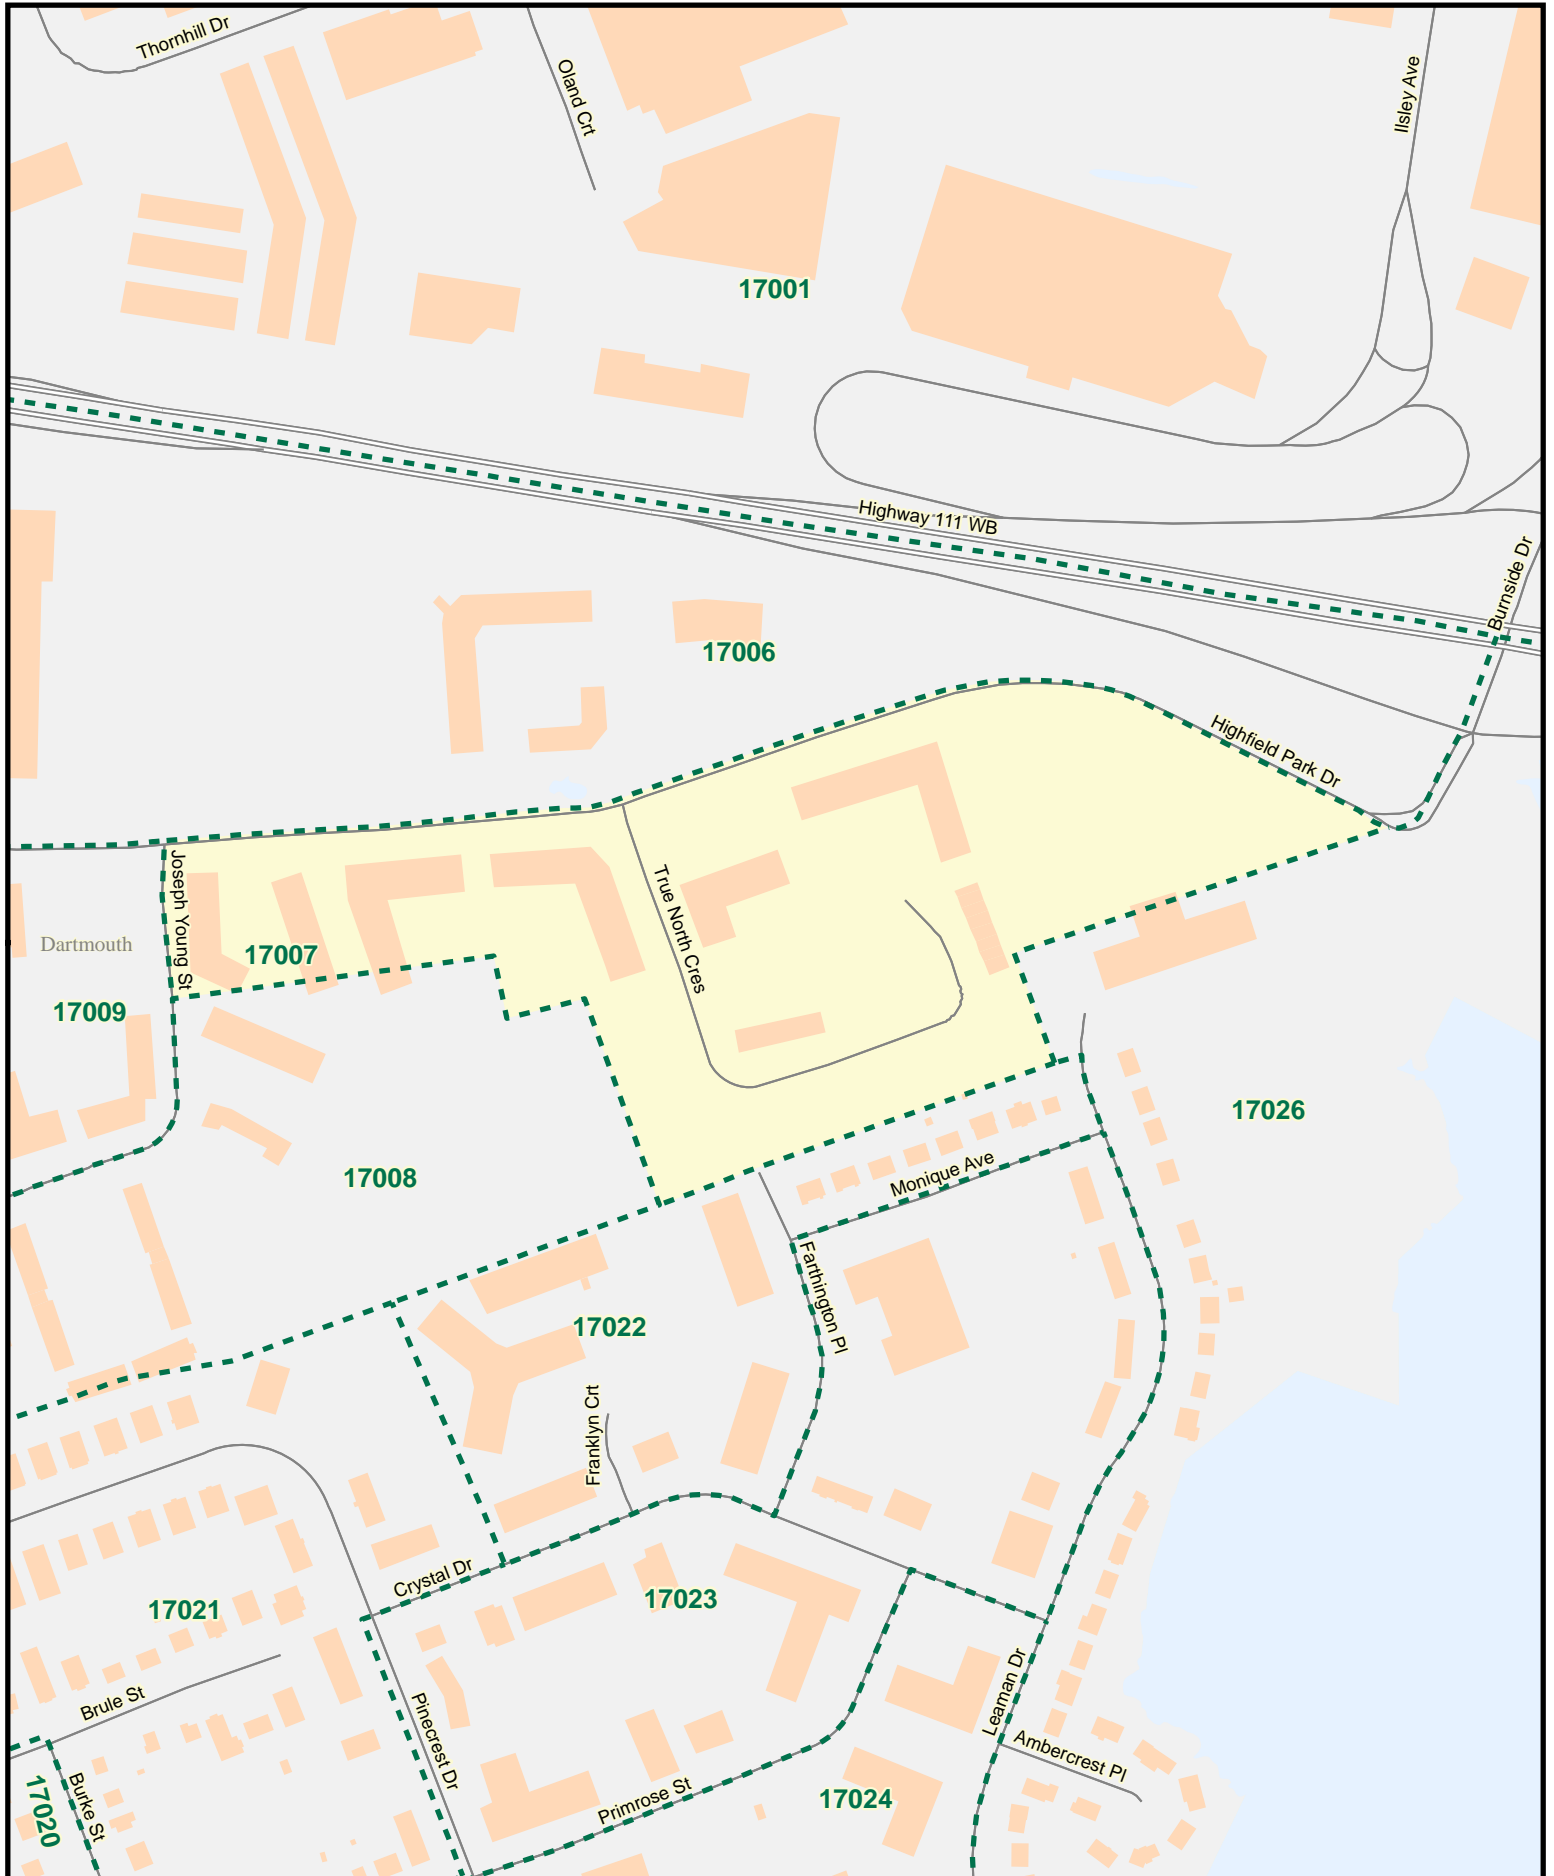 Thornhill Dr
Oland Crt
Ilsley Ave
17001
Highway 111 WB
Burnside Dr
17006
Highfield Park Dr
Joseph Young St
True North Cres
Dartmouth
17007
17009
17026
17008
Monique Ave
Farthington Pl
17022
Franklyn Crt
Crystal Dr
17023
17021
Brule St
Pinecrest Dr
Leaman Dr
Ambercrest Pl
17020
Burke St
Primrose St
17024